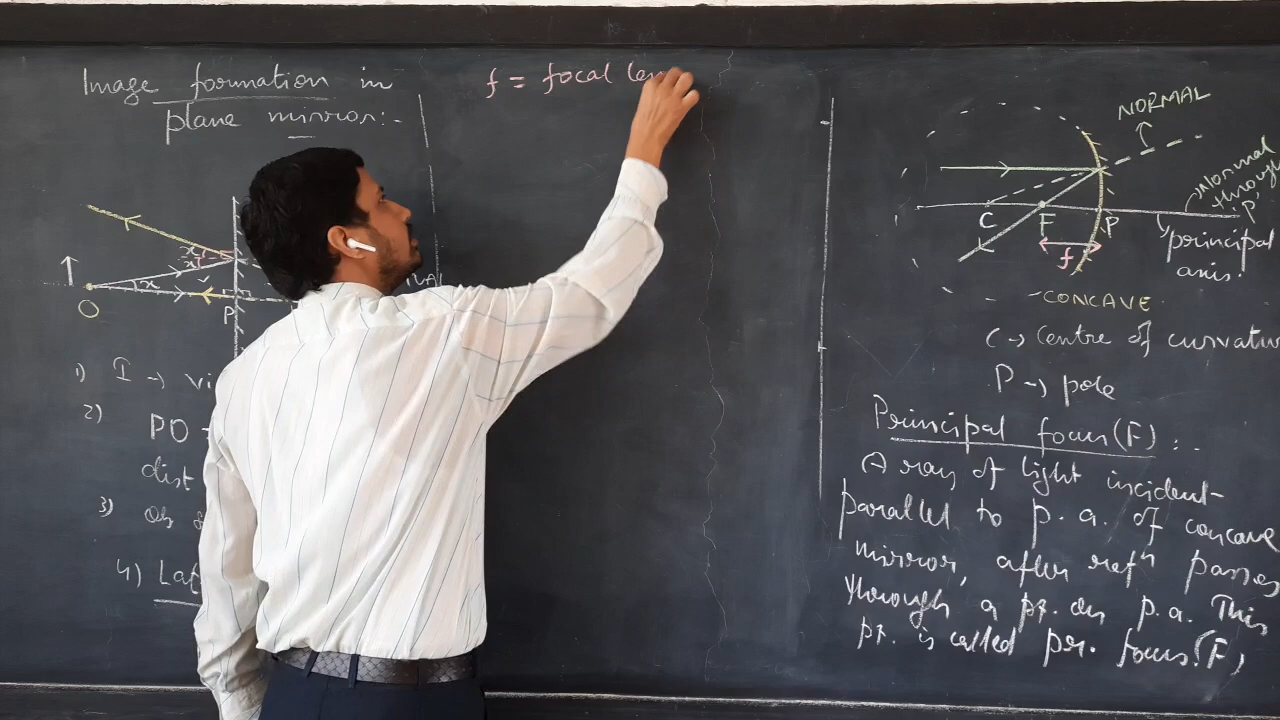 Image formation in
plane mirror:-
x
x
x
O
P
1) I → vi
2)
PO
dist
3) Ob
4) Laf
f = focal len
NORMAL
Normal
through
'P'
C
F
P
f
principal
axis.
CONCAVE
C → Centre of curvatur
P → pole
Principal focus (F) :-
A ray of light incident
parallel to p.a. of concave
mirror, after refⁿ passes
through a pt. on p.a. This
pt. is called pr. focus.(F)